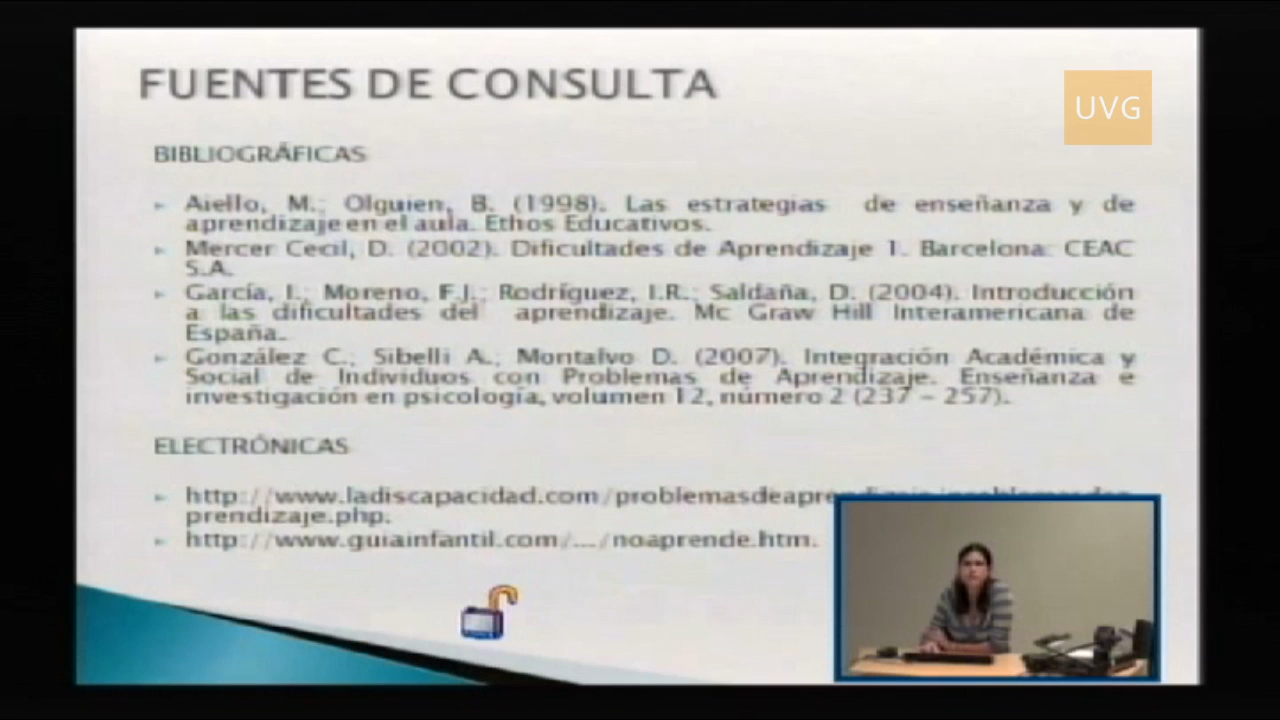 FUENTES DE CONSULTA
UVG
BIBLIOGRÁFICAS
Aiello, M.; Olguien, B. (1998). Las estrategias de enseñanza y de
aprendizaje en el aula. Ethos Educativos.
Mercer Cecil, D. (2002). Dificultades de Aprendizaje 1. Barcelona: CEAC
S.A.
García, I.; Moreno, F.J.; Rodríguez, I.R.; Saldaña, D. (2004). Introducción
a las dificultades del aprendizaje. Mc Graw Hill Interamericana de
España.
González C.; Sibelli A.; Montalvo D. (2007). Integración Académica y
Social de Individuos con Problemas de Aprendizaje. Enseñanza e
investigación en psicología, volumen 12, número 2 (237 – 257).
ELECTRÓNICAS
http://www.ladiscapacidad.com/problemasdeapre
prendizaje.php.
http://www.guiainfantil.com/.../noaprende.htm.